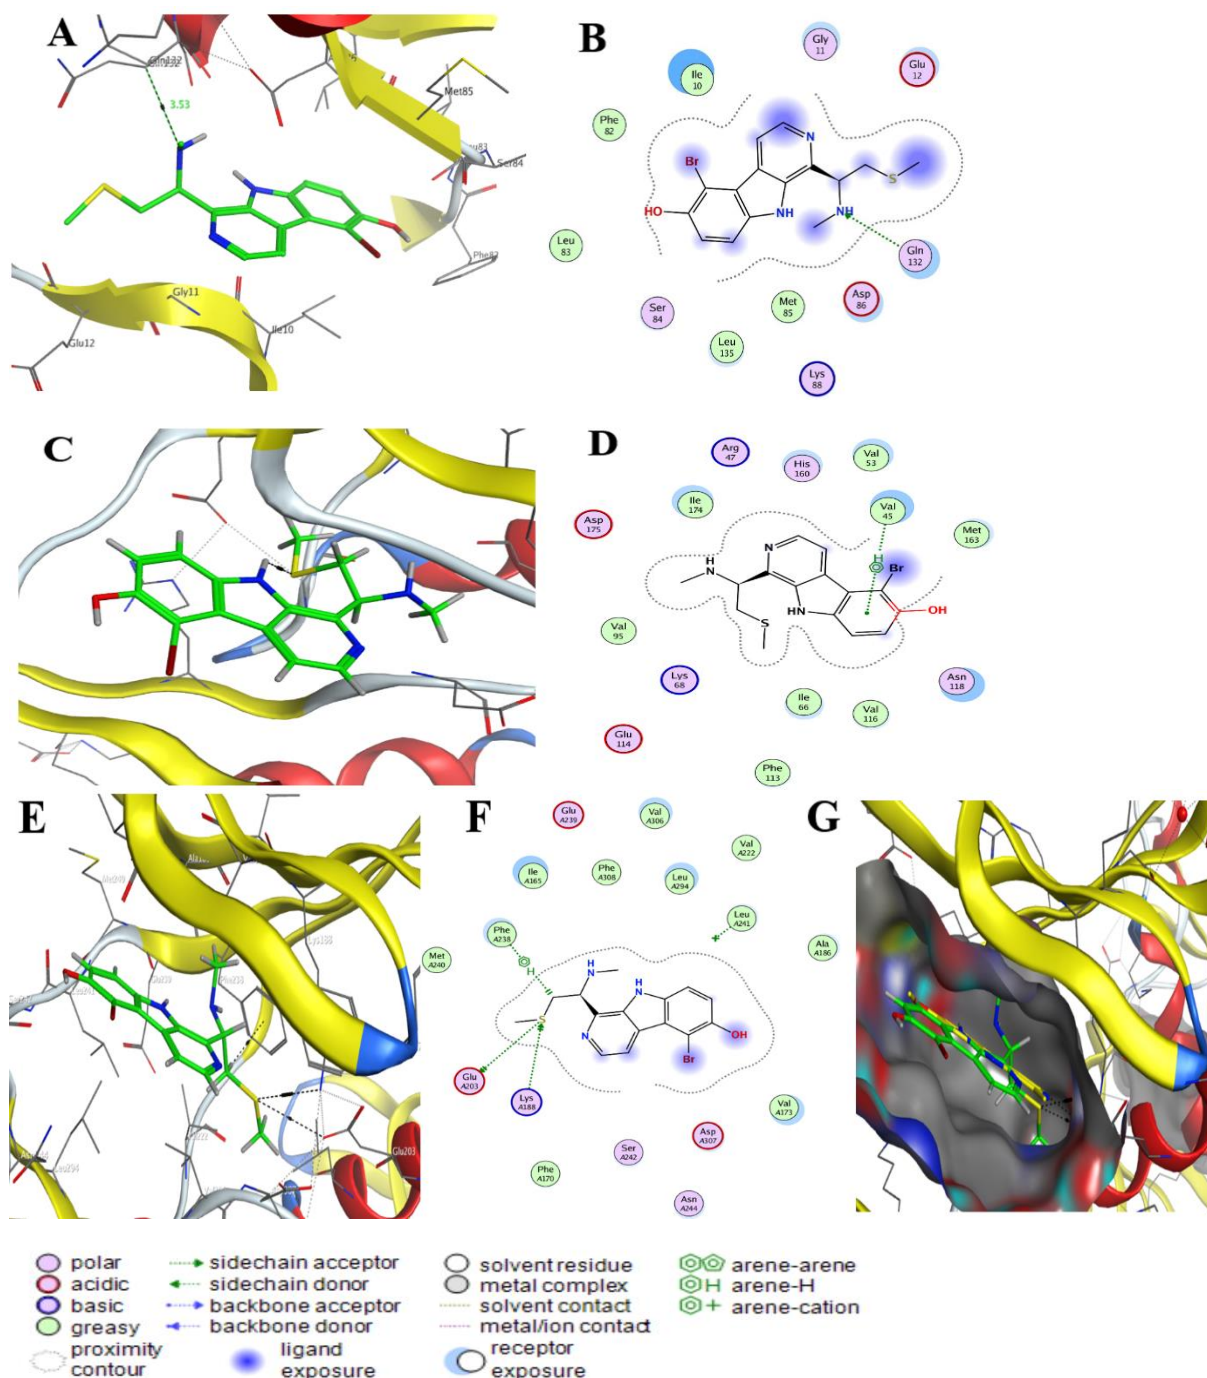 A
Gln132
3.53
Met85
Ser84
Gly11
Ile10
Glu12
B
Gly
11
Glu
12
Ile
10
Phe
82
Br
N
S
HO
NH
NH
Leu
83
Gln
132
Ser
84
Met
85
Asp
86
Leu
135
Lys
88
C
D
Arg
47
His
160
Val
53
Ile
174
Val
45
Asp
175
Met
163
H
N
Br
N
H
HN
OH
S
Val
95
Lys
68
Asn
118
Ile
66
Val
116
Glu
114
Phe
113
E
Lys188
Glu203
Leu294
F
Glu
A239
Val
A306
Val
A222
Ile
A165
Phe
A308
Leu
A294
Phe
A238
Leu
A241
Met
A240
Ala
A186
H
H
N
H
N
S
N
OH
Br
Glu
A203
Lys
A188
Val
A173
Asp
A307
Ser
A242
Phe
A170
Asn
A244
G
polar
acidic
basic
greasy
proximity
contour
sidechain acceptor
sidechain donor
backbone acceptor
backbone donor
ligand
exposure
solvent residue
metal complex
solvent contact
metal/ion contact
receptor
exposure
arene-arene
H arene-H
+ arene-cation